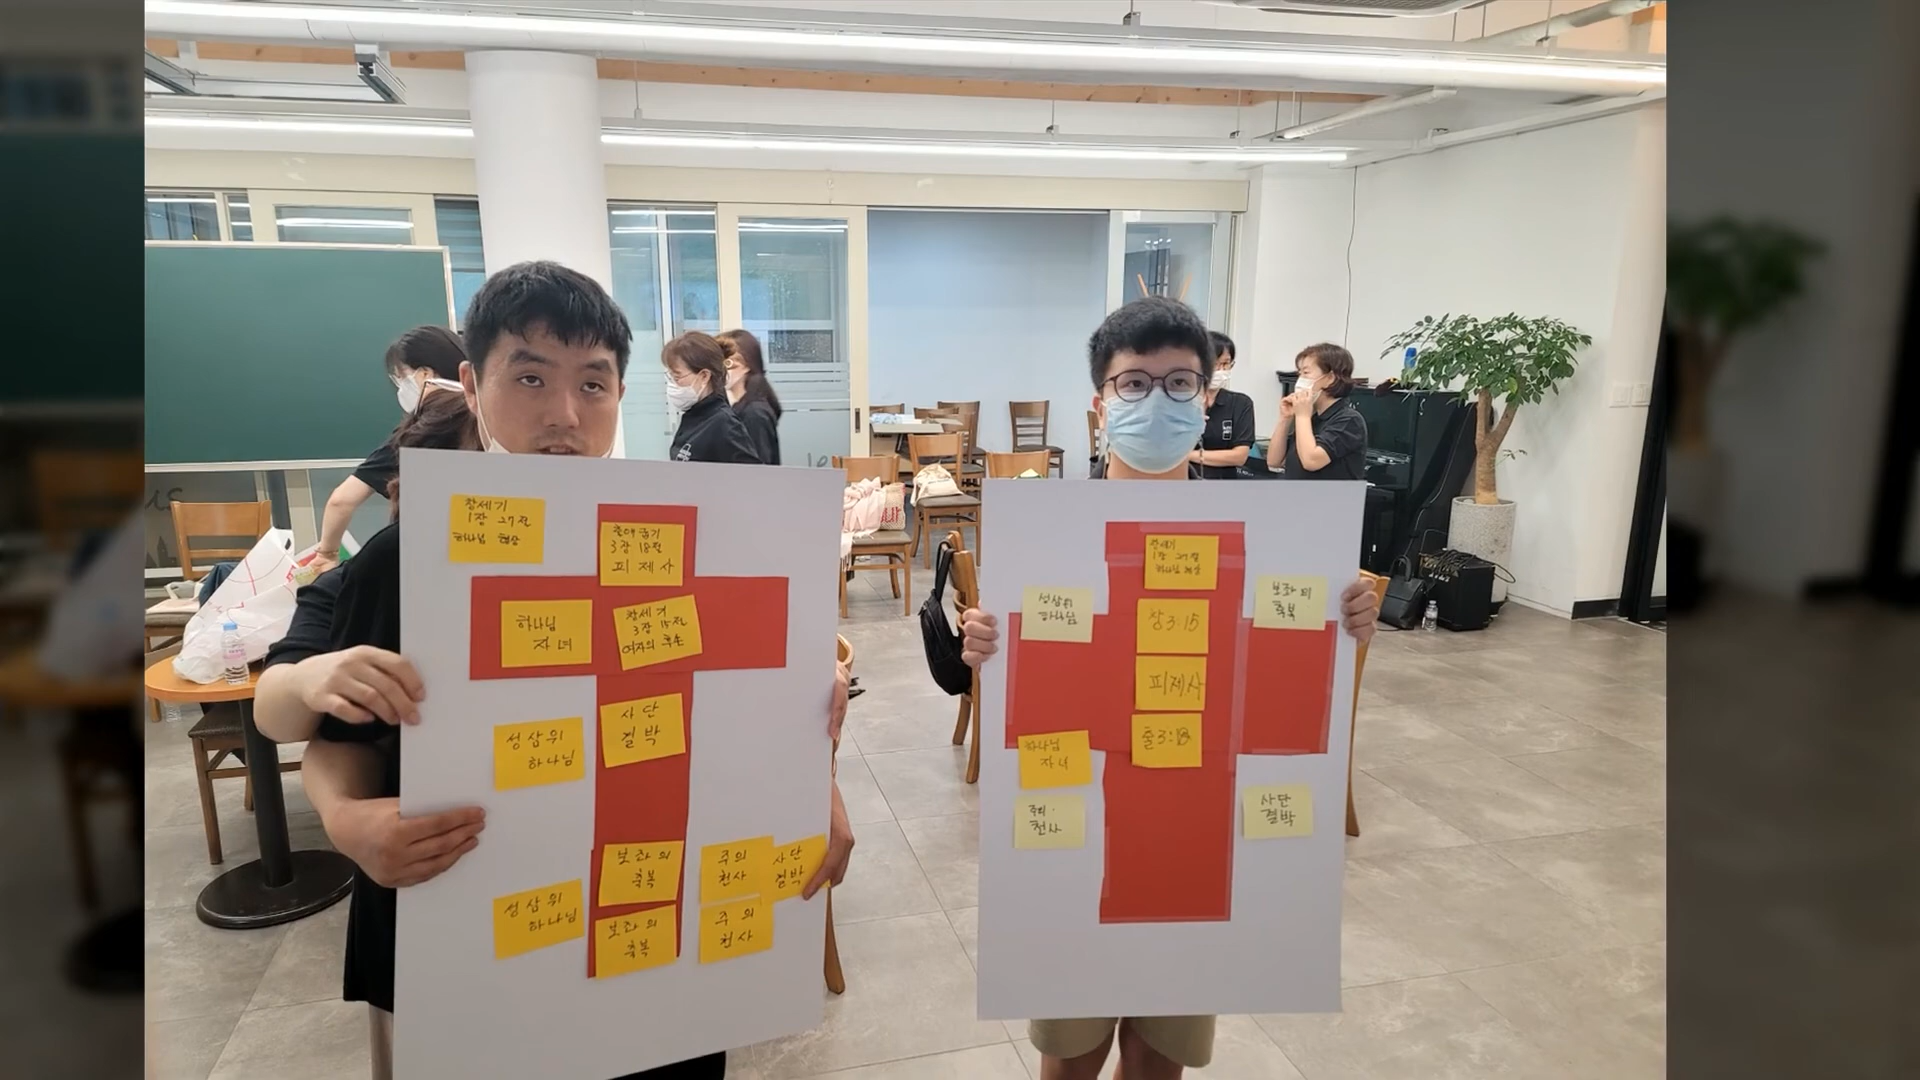 창세기
1장 27절
하나님 형상
출애굽기
3장 18절
피제사
하나님
자녀
창세기
3장 15절
여자의 후손
사단
결박
성삼위
하나님
보좌의
축복
주의
천사
사단
결박
성삼위
하나님
보좌의
축복
주의
천사
창세기
1장 27절
하나님 형상
성삼위
하나님
보좌의
축복
창3:15
피제사
출3:18
하나님
자녀
주의
천사
사단
결박